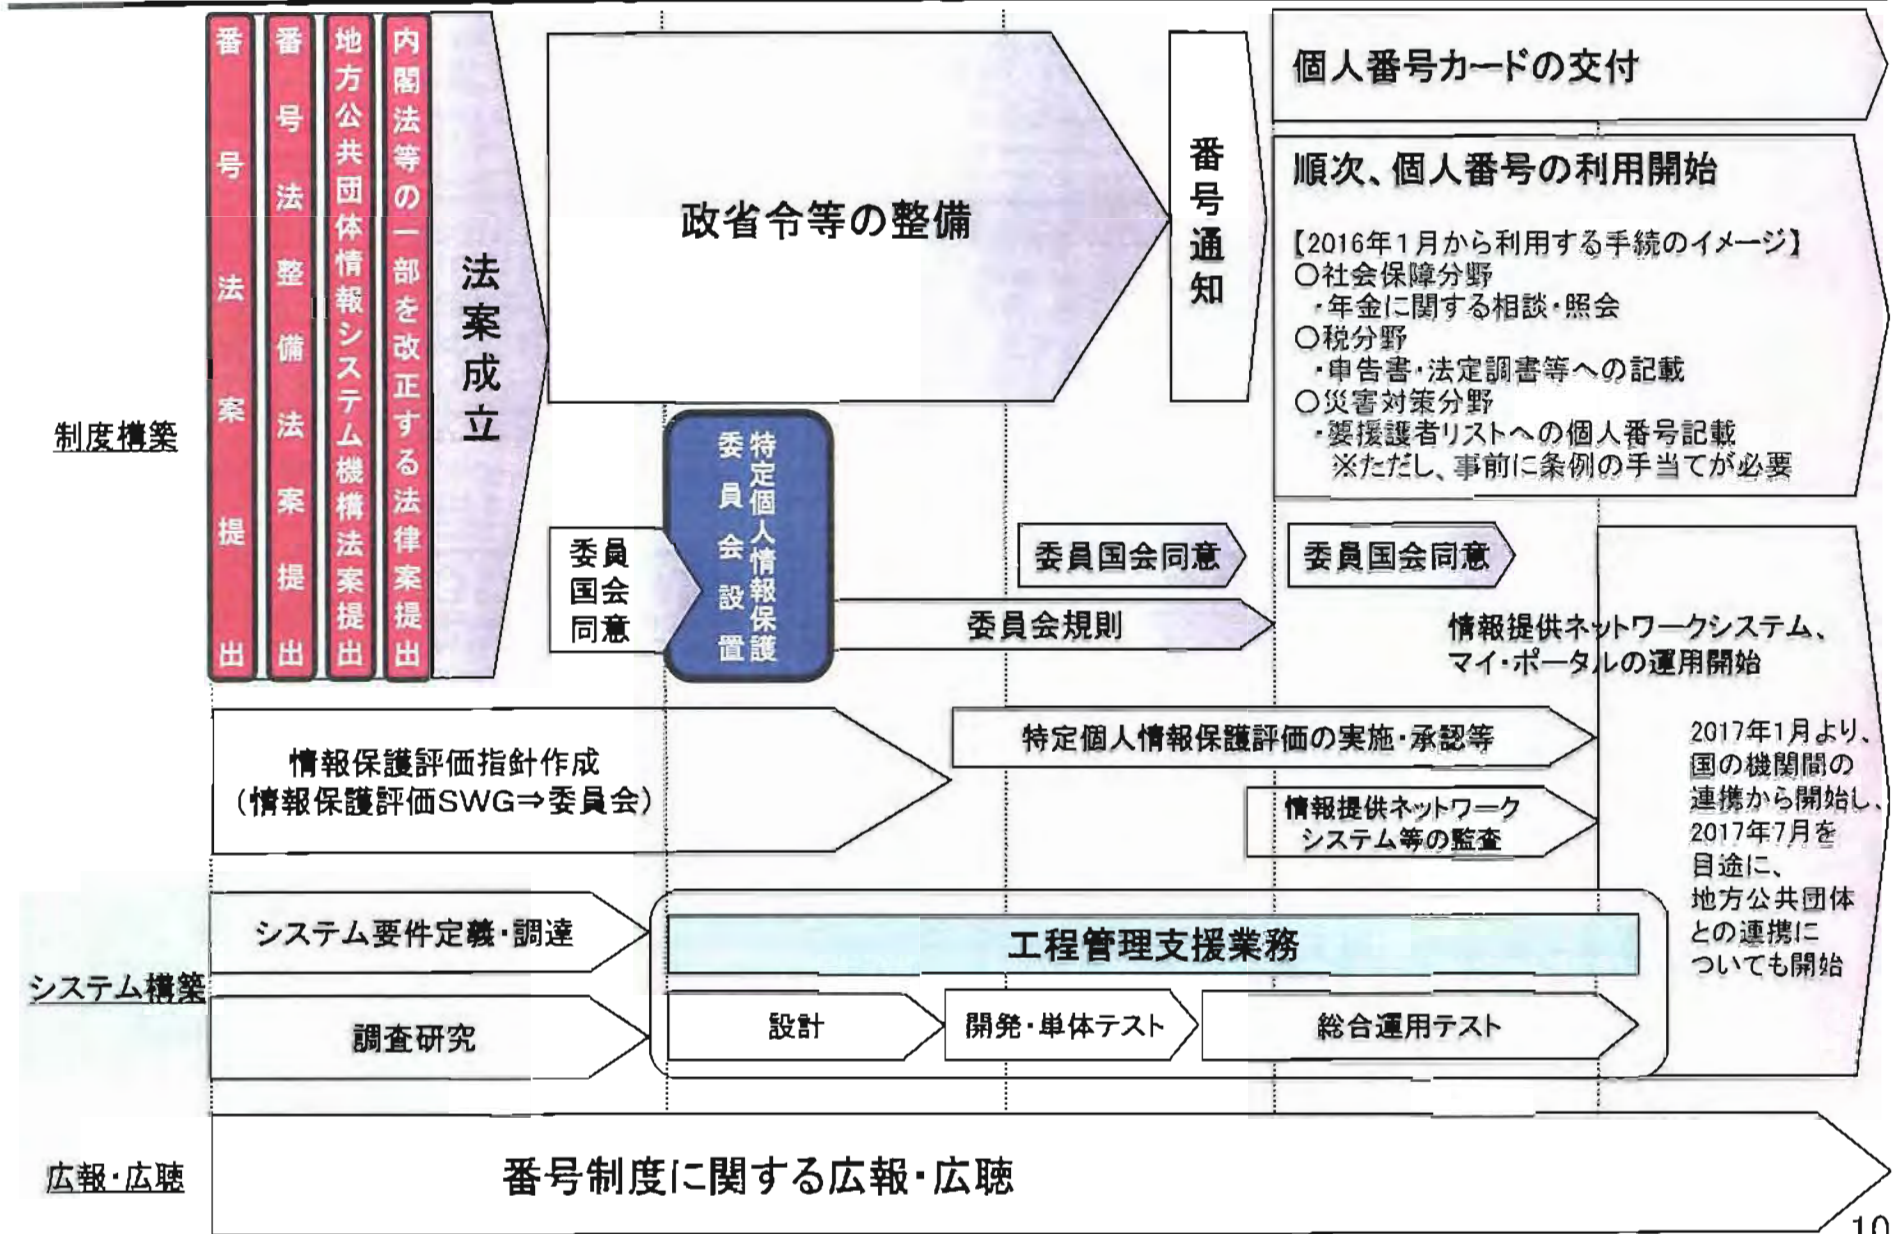 制度構築
番号法案提出
番号法整備法案提出
地方公共団体情報システム機構法案提出
内閣法等の一部を改正する法律案提出
法案成立
政省令等の整備
番号通知
個人番号カードの交付
順次、個人番号の利用開始
【2016年1月から利用する手続のイメージ】
○社会保障分野
・年金に関する相談・照会
○税分野
・申告書・法定調書等への記載
○災害対策分野
・要援護者リストへの個人番号記載
※ただし、事前に条例の手当てが必要
委員
国会
同意
特定個人情報保護
委員会設置
委員国会同意
委員国会同意
委員会規則
情報提供ネットワークシステム、
マイ・ポータルの運用開始
情報保護評価指針作成
（情報保護評価SWG⇒委員会）
特定個人情報保護評価の実施・承認等
情報提供ネットワーク
システム等の監査
2017年1月より、
国の機関間の
連携から開始し、
2017年7月を
目途に、
地方公共団体
との連携に
ついても開始
システム構築
システム要件定義・調達
工程管理支援業務
調査研究
設計
開発・単体テスト
総合運用テスト
広報・広聴
番号制度に関する広報・広聴
10